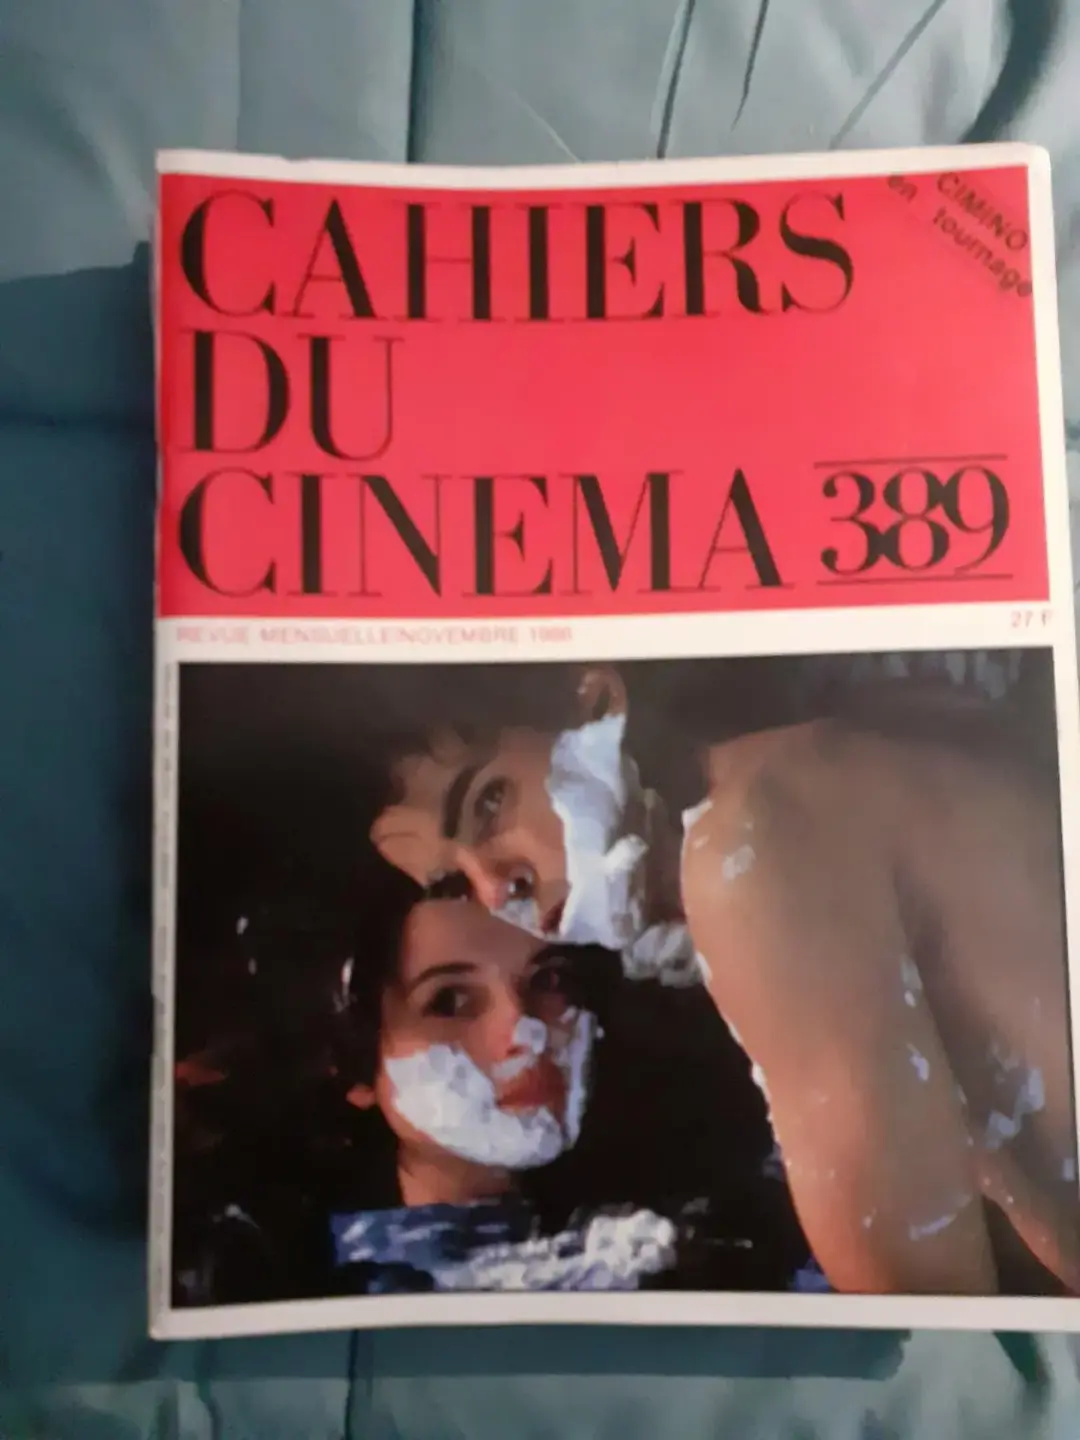 CIMINO
en tournage
CAHIERS
DU
CINEMA 389
REVUE MENSUELLE/NOVEMBRE 1986
27 F